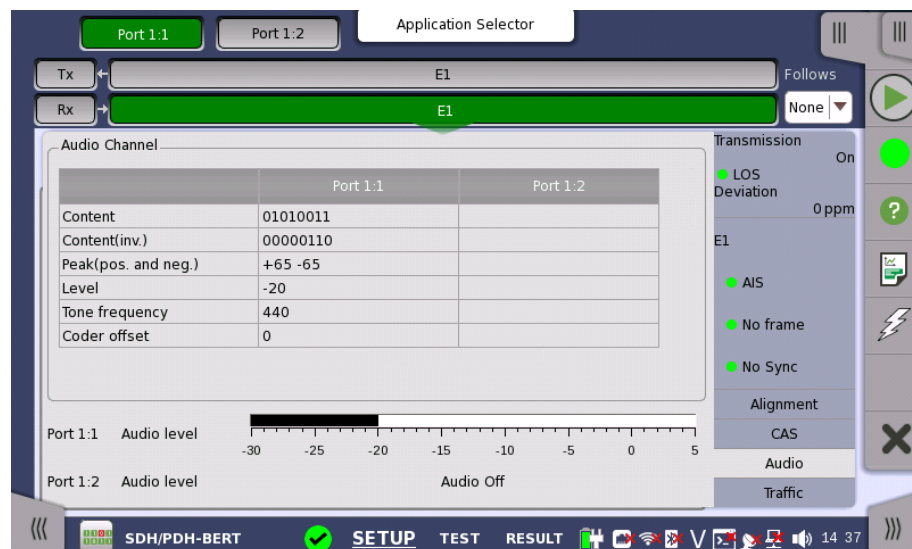 Application Selector
Port 1:1
Port 1:2
Tx
E1
Follows
Rx
E1
None
Audio Channel
Port 1:1 Port 1:2
Content 01010011
Content(inv.) 00000110
Peak(pos. and neg.) +65 -65
Level -20
Tone frequency 440
Coder offset 0
Transmission
On
LOS
Deviation
0 ppm
E1
AIS
No frame
No Sync
Alignment
CAS
Audio
Traffic
Port 1:1 Audio level
-30 -25 -20 -15 -10 -5 0 5
Port 1:2 Audio level Audio Off
SDH/PDH-BERT SETUP TEST RESULT V 14 37